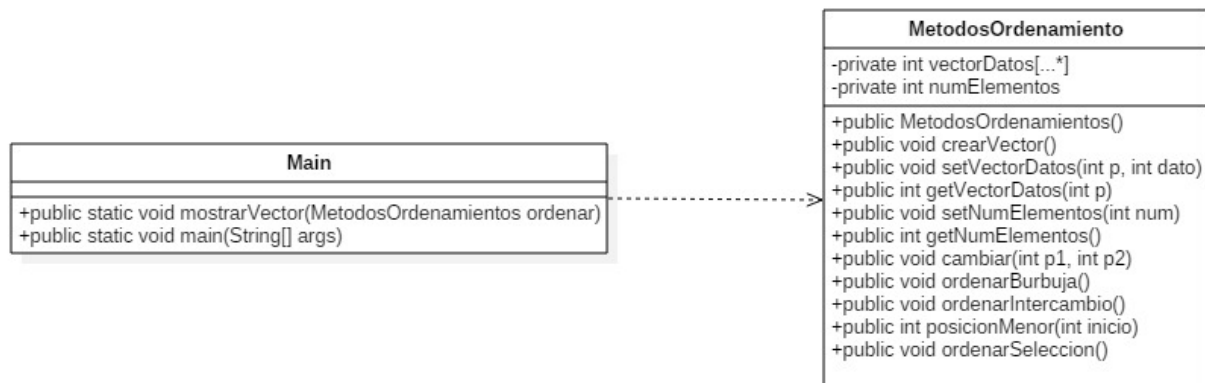 Main
+public static void mostrarVector(MetodosOrdenamientos ordenar)
+public static void main(String[] args)
MetodosOrdenamiento
-private int vectorDatos[...*]
-private int numElementos
+public MetodosOrdenamientos()
+public void crearVector()
+public void setVectorDatos(int p, int dato)
+public int getVectorDatos(int p)
+public void setNumElementos(int num)
+public int getNumElementos()
+public void cambiar(int p1, int p2)
+public void ordenarBurbuja()
+public void ordenarIntercambio()
+public int posicionMenor(int inicio)
+public void ordenarSeleccion()